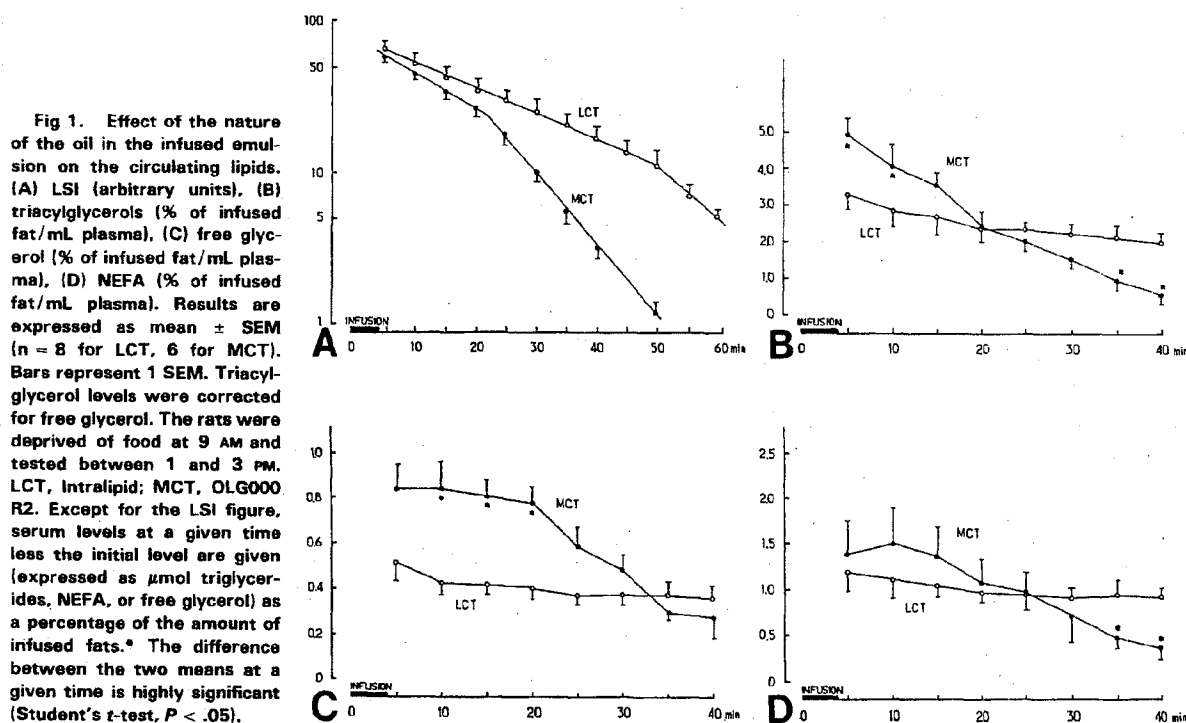 Fig 1. Effect of the nature
of the oil in the infused emul-
sion on the circulating lipids.
(A) LSI (arbitrary units), (B)
triacylglycerols (% of infused
fat/mL plasma), (C) free glyc-
erol (% of infused fat/mL plas-
ma), (D) NEFA (% of infused
fat/mL plasma). Results are
expressed as mean ± SEM
(n = 8 for LCT, 6 for MCT).
Bars represent 1 SEM. Triacyl-
glycerol levels were corrected
for free glycerol. The rats were
deprived of food at 9 AM and
tested between 1 and 3 PM.
LCT, Intralipid; MCT, OLG000
R2. Except for the LSI figure,
serum levels at a given time
less the initial level are given
(expressed as μmol triglycer-
ides, NEFA, or free glycerol) as
a percentage of the amount of
infused fats.* The difference
between the two means at a
given time is highly significant
(Student's t-test, P < .05).
100
50
10
5
1
LCT
MCT
INFUSION
A
0 10 20 30 40 50 60 min
5.0
4.0
3.0
2.0
1.0
0
MCT
LCT
INFUSION
B
0 10 20 30 40 min
1.0
0.8
0.6
0.4
0.2
0
MCT
LCT
INFUSION
C
0 10 20 30 40 min
2.5
2.0
1.5
1.0
0.5
0
MCT
LCT
INFUSION
D
0 10 20 30 40 min